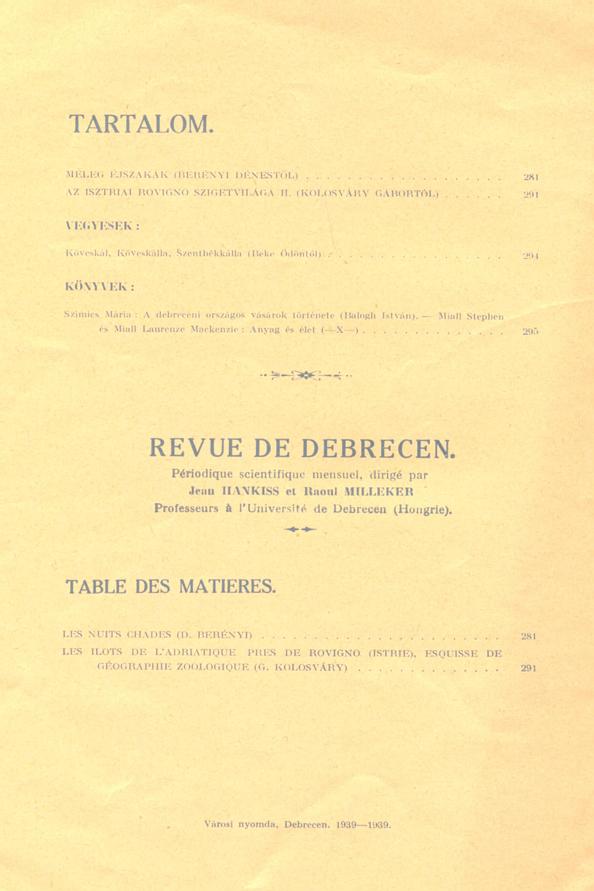 TARTALOM.
MELEG ÉJSZAKÁK (BERÉNYI DÉNESTŐL) . . . . . . . . . . . . . . . . . . 281
AZ ISZTRIAI ROVIGNO SZIGETVILÁGA II. (KOLOSVÁRY GÁBORTÓL) . . . . . . 291
VEGYESEK :
Köveskál, Köveskálla, Szentbékkálla (Beke Ödöntől) . . . . . . . . . . . . . . . . 294
KÖNYVEK :
Szimics Mária : A debreceni országos vásárok története (Balogh István). — Miall Stephen
és Miall Laurenze Mackenzie : Anyag és élet (—X—) . . . . . . . . . . . . . . 295
REVUE DE DEBRECEN.
Périodique scientifique mensuel, dirigé par
Jean HANKISS et Raoul MILLEKER
Professeurs à l'Université de Debrecen (Hongrie).
TABLE DES MATIERES.
LES NUITS CHADES (D. BERÉNYI) . . . . . . . . . . . . . . . . . . . . . . 281
LES ILOTS DE L'ADRIATIQUE PRES DE ROVIGNO (ISTRIE), ESQUISSE DE
GÉOGRAPHIE ZOOLOGIQUE (G. KOLOSVÁRY) . . . . . . . . . . . . . 291
Városi nyomda, Debrecen. 1939—1939.